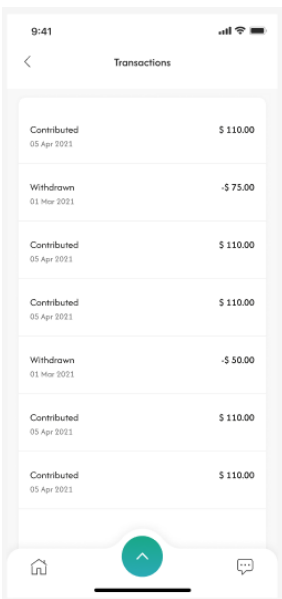 9:41
Transactions
Contributed $ 110.00
05 Apr 2021
Withdrawn -$ 75.00
01 Mar 2021
Contributed $ 110.00
05 Apr 2021
Contributed $ 110.00
05 Apr 2021
Withdrawn -$ 50.00
01 Mar 2021
Contributed $ 110.00
05 Apr 2021
Contributed $ 110.00
05 Apr 2021